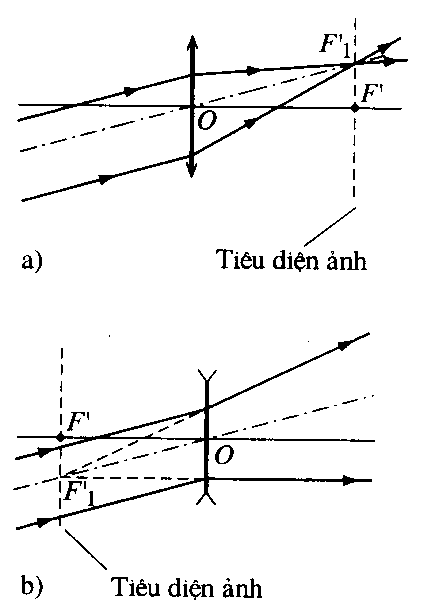 F'₁
F'
O
a)
Tiêu diện ảnh
F'
O
F'₁
b)
Tiêu diện ảnh